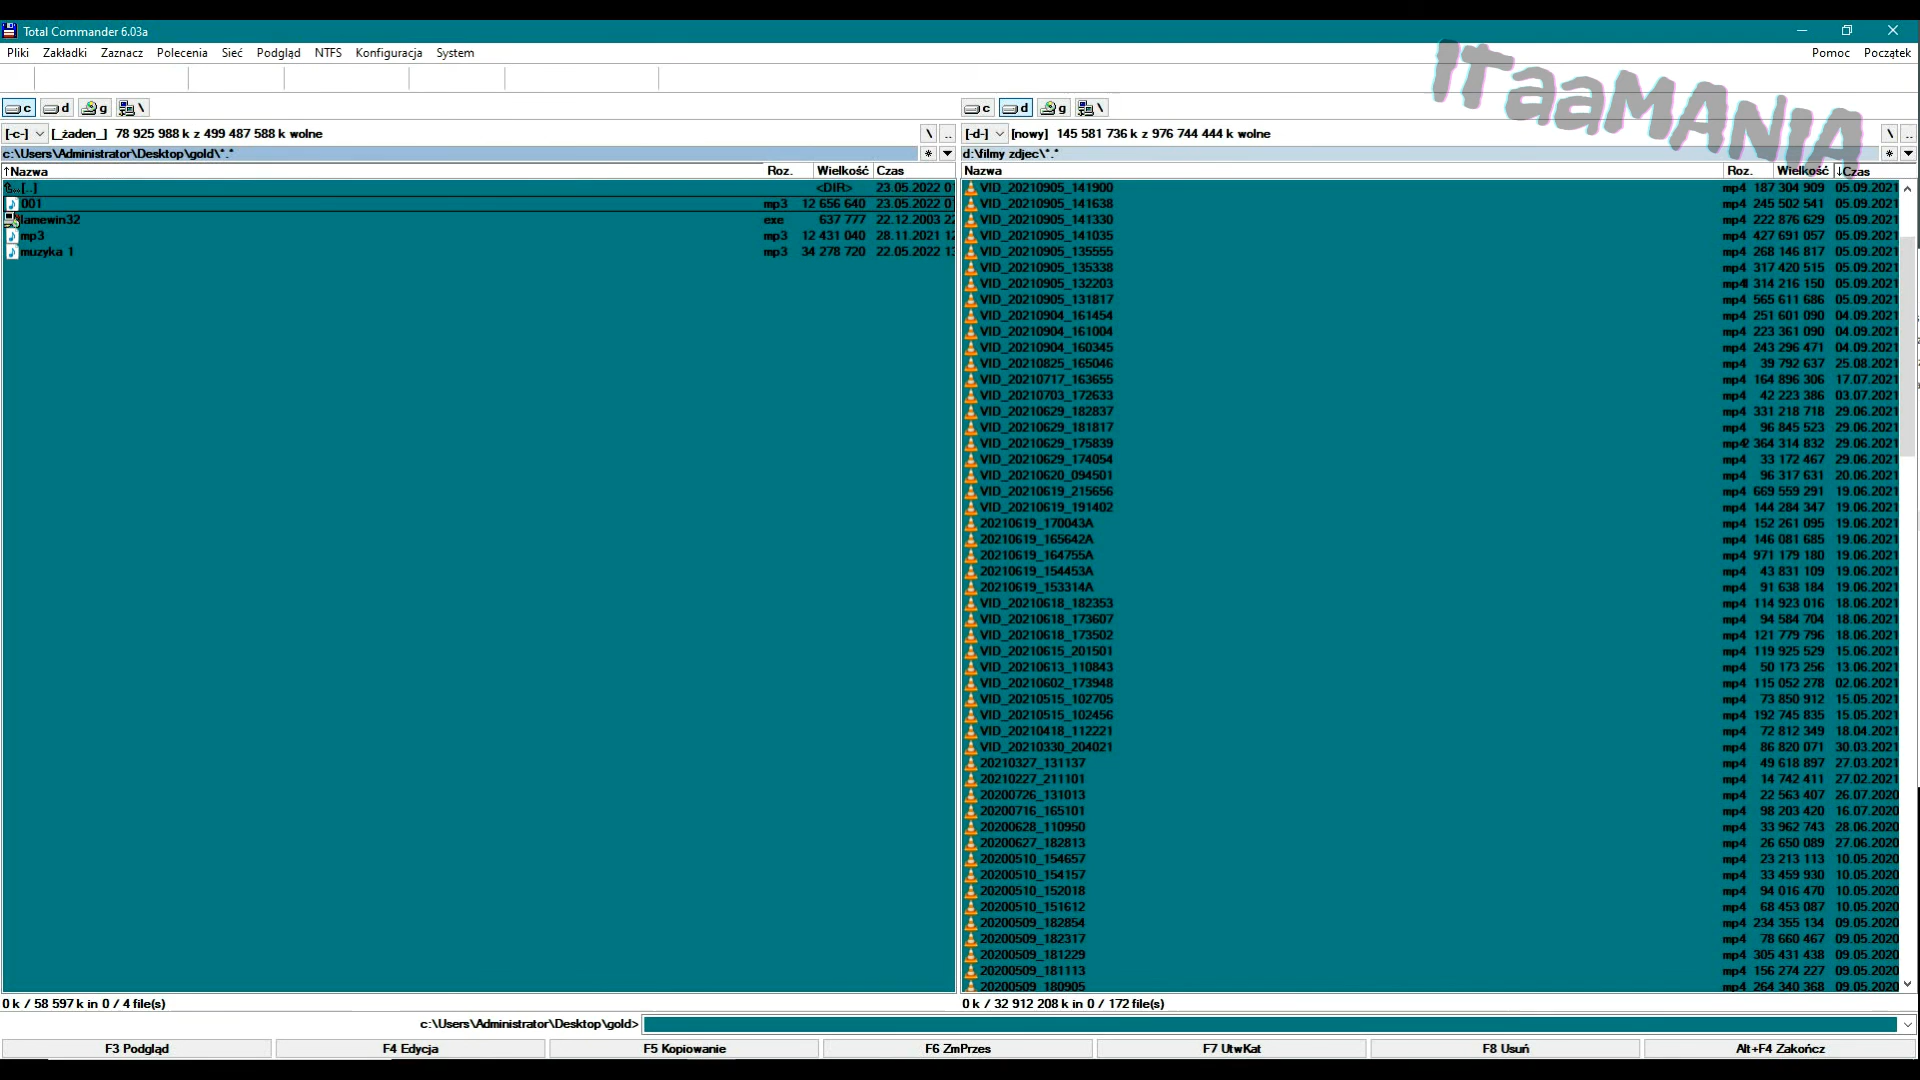 Total Commander 6.03a
Pliki Zakładki Zaznacz Polecenia Sieć Podgląd NTFS Konfiguracja System Pomoc Początek
ITaaMANIA
c d g \ c d g \
[-c-] [_żaden_] 78 925 988 k z 499 487 588 k wolne \ .. [-d-] [nowy] 145 581 736 k z 976 744 444 k wolne \ ..
c:\Users\Administrator\Desktop\gold\*.* * d:\filmy zdjec\*.* *
↑Nazwa Roz. Wielkość Czas
[..] <DIR> 23.05.2022 0
001 mp3 12 656 640 23.05.2022 0
lamewin32 exe 637 777 22.12.2003 2
mp3 mp3 12 431 040 28.11.2021 1
muzyka 1 mp3 34 278 720 22.05.2022 1
Nazwa Roz. Wielkość ↓Czas
VID_20210905_141900 mp4 187 304 909 05.09.2021
VID_20210905_141638 mp4 245 502 541 05.09.2021
VID_20210905_141330 mp4 222 876 629 05.09.2021
VID_20210905_141035 mp4 427 691 057 05.09.2021
VID_20210905_135555 mp4 268 146 817 05.09.2021
VID_20210905_135338 mp4 317 420 515 05.09.2021
VID_20210905_132203 mp4 314 216 150 05.09.2021
VID_20210905_131817 mp4 565 611 686 05.09.2021
VID_20210904_161454 mp4 251 601 090 04.09.2021
VID_20210904_161004 mp4 223 361 090 04.09.2021
VID_20210904_160345 mp4 243 296 471 04.09.2021
VID_20210825_165046 mp4 39 792 637 25.08.2021
VID_20210717_163655 mp4 164 896 306 17.07.2021
VID_20210703_172633 mp4 42 223 386 03.07.2021
VID_20210629_182837 mp4 331 218 718 29.06.2021
VID_20210629_181817 mp4 96 845 523 29.06.2021
VID_20210629_175839 mp4 2 364 314 832 29.06.2021
VID_20210629_174054 mp4 33 172 467 29.06.2021
VID_20210620_094501 mp4 96 317 631 20.06.2021
VID_20210619_215656 mp4 669 559 291 19.06.2021
VID_20210619_191402 mp4 144 284 347 19.06.2021
20210619_170043A mp4 152 261 095 19.06.2021
20210619_165642A mp4 146 081 685 19.06.2021
20210619_164755A mp4 971 179 180 19.06.2021
20210619_154453A mp4 43 831 109 19.06.2021
20210619_153314A mp4 91 638 184 19.06.2021
VID_20210618_182353 mp4 114 923 016 18.06.2021
VID_20210618_173607 mp4 94 584 704 18.06.2021
VID_20210618_173502 mp4 121 779 796 18.06.2021
VID_20210615_201501 mp4 119 925 529 15.06.2021
VID_20210613_110843 mp4 50 173 256 13.06.2021
VID_20210602_173948 mp4 115 052 278 02.06.2021
VID_20210515_102705 mp4 73 850 912 15.05.2021
VID_20210515_102456 mp4 192 745 835 15.05.2021
VID_20210418_112221 mp4 72 812 349 18.04.2021
VID_20210330_204021 mp4 86 820 071 30.03.2021
20210327_131137 mp4 49 618 897 27.03.2021
20210227_211101 mp4 14 742 411 27.02.2021
20200726_131013 mp4 22 563 407 26.07.2020
20200716_165101 mp4 98 203 420 16.07.2020
20200628_110950 mp4 33 962 743 28.06.2020
20200627_182813 mp4 26 650 089 27.06.2020
20200510_154657 mp4 23 213 113 10.05.2020
20200510_154157 mp4 33 459 930 10.05.2020
20200510_152018 mp4 94 016 470 10.05.2020
20200510_151612 mp4 68 453 087 10.05.2020
20200509_182854 mp4 234 355 134 09.05.2020
20200509_182317 mp4 78 660 467 09.05.2020
20200509_181229 mp4 305 431 438 09.05.2020
20200509_181113 mp4 156 274 227 09.05.2020
20200509_180905 mp4 264 340 368 09.05.2020
0 k / 58 597 k in 0 / 4 file(s) 0 k / 32 912 208 k in 0 / 172 file(s)
c:\Users\Administrator\Desktop\gold>
F3 Podgląd F4 Edycja F5 Kopiowanie F6 ZmPrzes F7 UtwKat F8 Usuń Alt+F4 Zakończ